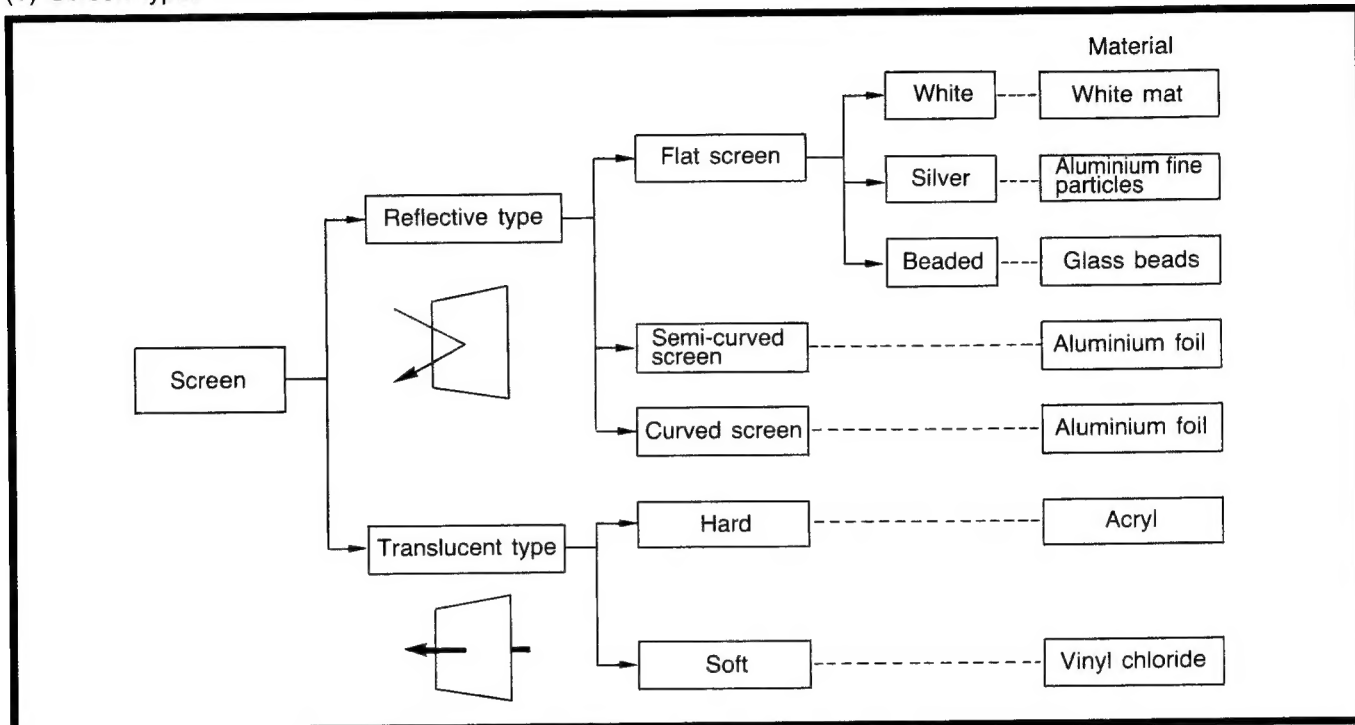 Material
White
White mat
Flat screen
Silver
Aluminium fine
particles
Reflective type
Beaded
Glass beads
Semi-curved
screen
Aluminium foil
Screen
Curved screen
Aluminium foil
Hard
Acryl
Translucent type
Soft
Vinyl chloride